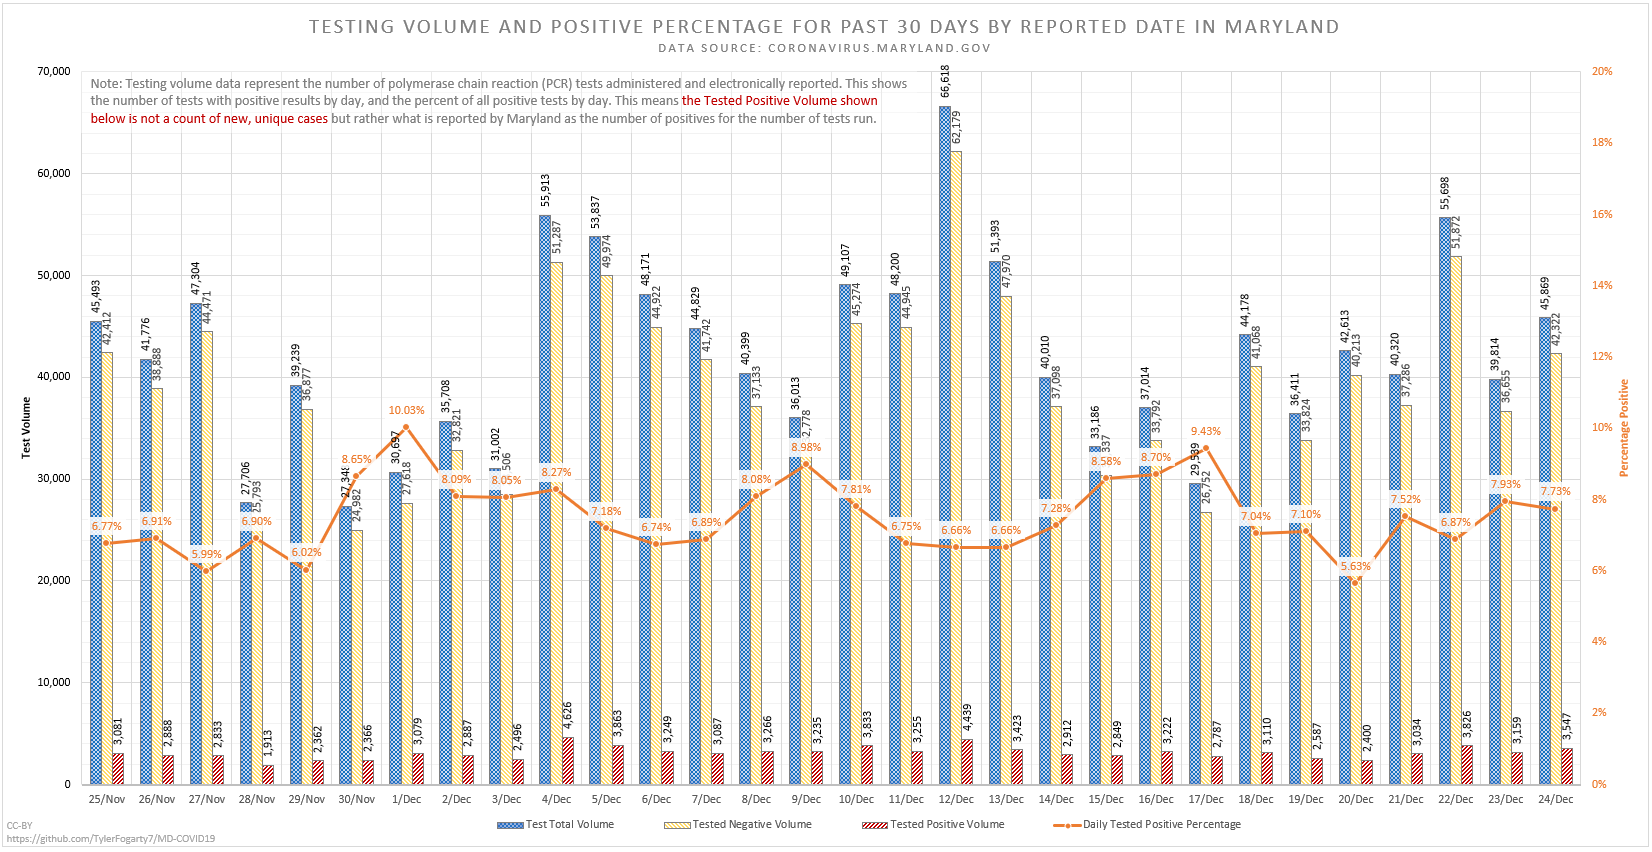 TESTING VOLUME AND POSITIVE PERCENTAGE FOR PAST 30 DAYS BY REPORTED DATE IN MARYLAND
DATA SOURCE: CORONAVIRUS.MARYLAND.GOV
Note: Testing volume data represent the number of polymerase chain reaction (PCR) tests administered and electronically reported. This shows
the number of tests with positive results by day, and the percent of all positive tests by day. This means the Tested Positive Volume shown
below is not a count of new, unique cases but rather what is reported by Maryland as the number of positives for the number of tests run.
Test Volume
70,000
60,000
50,000
40,000
30,000
20,000
10,000
0
45,493 42,412 3,081 6.77%
41,776 38,888 2,888 6.91%
47,304 44,471 2,833 5.99%
27,706 25,793 1,913 6.90%
39,239 36,877 2,362 6.02%
27,348 24,982 2,366 8.65%
30,697 27,618 3,079 10.03%
35,708 32,821 2,887 8.09%
31,002 506 2,496 8.05%
55,913 51,287 4,626 8.27%
53,837 49,974 3,863 7.18%
48,171 44,922 3,249 6.74%
44,829 41,742 3,087 6.89%
40,399 37,133 3,266 8.08%
36,013 2,778 3,235 8.98%
49,107 45,274 3,833 7.81%
48,200 44,945 3,255 6.75%
66,618 62,179 4,439 6.66%
51,393 47,970 3,423 6.66%
40,010 37,098 2,912 7.28%
33,186 337 2,849 8.58%
37,014 33,792 3,222 8.70%
29,539 26,752 2,787 9.43%
44,178 41,068 3,110 7.04%
36,411 33,824 2,587 7.10%
42,613 40,213 2,400 5.63%
40,320 37,286 3,034 7.52%
55,698 51,872 3,826 6.87%
39,814 36,655 3,159 7.93%
45,869 42,322 3,547 7.73%
20%
18%
16%
14%
12%
10%
8%
6%
4%
2%
0%
Percentage Positive
25/Nov 26/Nov 27/Nov 28/Nov 29/Nov 30/Nov 1/Dec 2/Dec 3/Dec 4/Dec 5/Dec 6/Dec 7/Dec 8/Dec 9/Dec 10/Dec 11/Dec 12/Dec 13/Dec 14/Dec 15/Dec 16/Dec 17/Dec 18/Dec 19/Dec 20/Dec 21/Dec 22/Dec 23/Dec 24/Dec
Test Total Volume Tested Negative Volume Tested Positive Volume Daily Tested Positive Percentage
CC-BY
https://github.com/TylerFogarty7/MD-COVID19